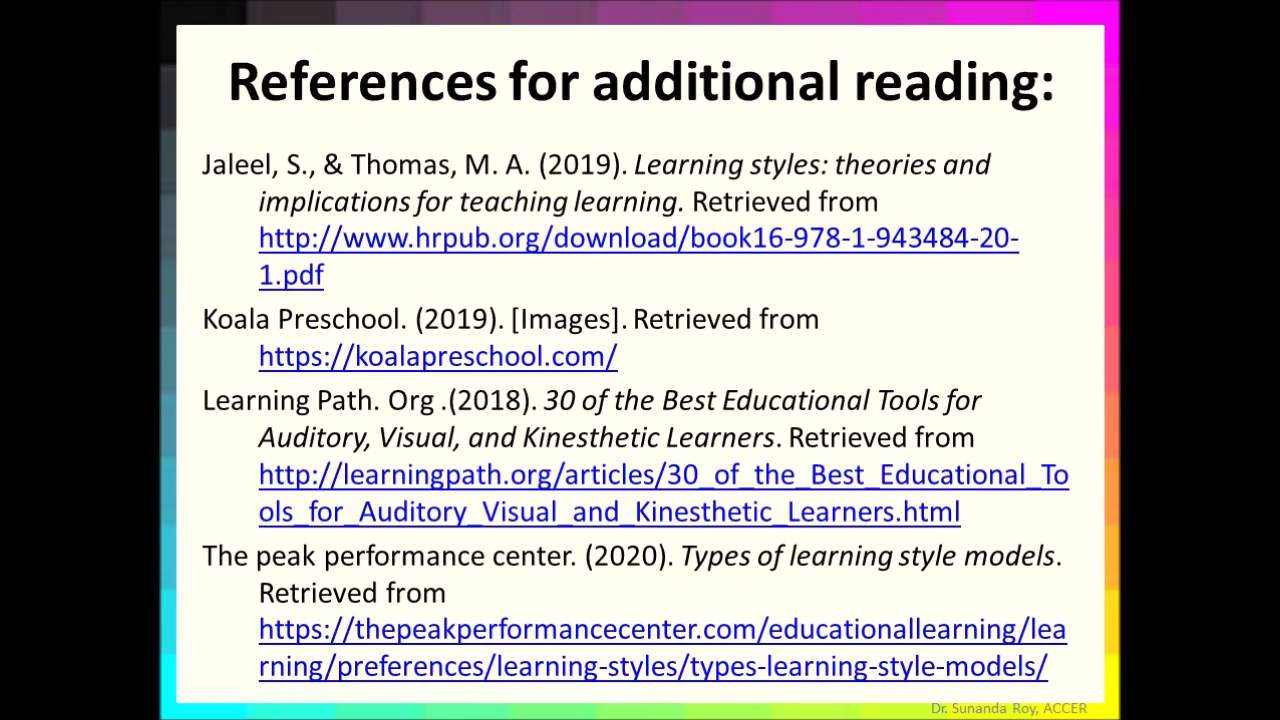 References for additional reading:
Jaleel, S., & Thomas, M. A. (2019). Learning styles: theories and
implications for teaching learning. Retrieved from
http://www.hrpub.org/download/book16-978-1-943484-20-
1.pdf
Koala Preschool. (2019). [Images]. Retrieved from
https://koalapreschool.com/
Learning Path. Org .(2018). 30 of the Best Educational Tools for
Auditory, Visual, and Kinesthetic Learners. Retrieved from
http://learningpath.org/articles/30_of_the_Best_Educational_To
ols_for_Auditory_Visual_and_Kinesthetic_Learners.html
The peak performance center. (2020). Types of learning style models.
Retrieved from
https://thepeakperformancecenter.com/educationallearning/lea
rning/preferences/learning-styles/types-learning-style-models/
Dr. Sunanda Roy, ACCER